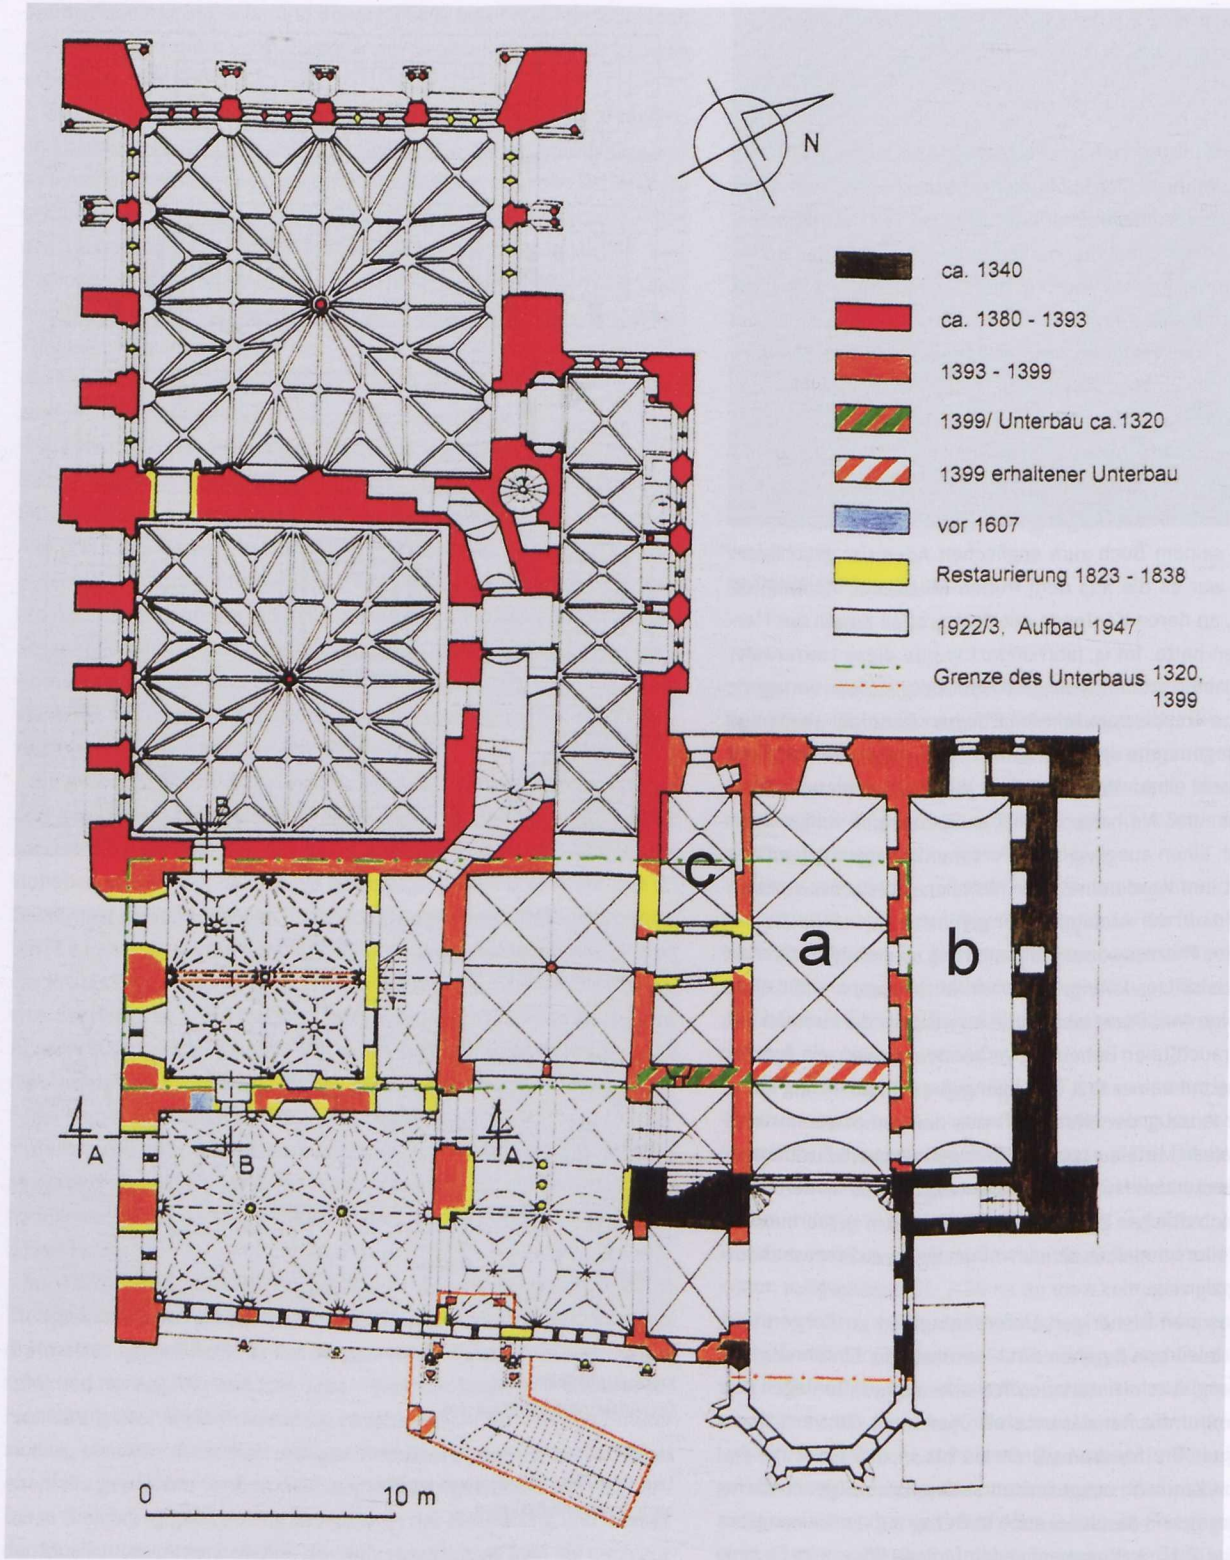 N
ca. 1340
ca. 1380 - 1393
1393 - 1399
1399/ Unterbau ca.1320
1399 erhaltener Unterbau
vor 1607
Restaurierung 1823 - 1838
1922/3, Aufbau 1947
Grenze des Unterbaus 1320,
1399
B
c
a
b
A
B
A
0 10 m